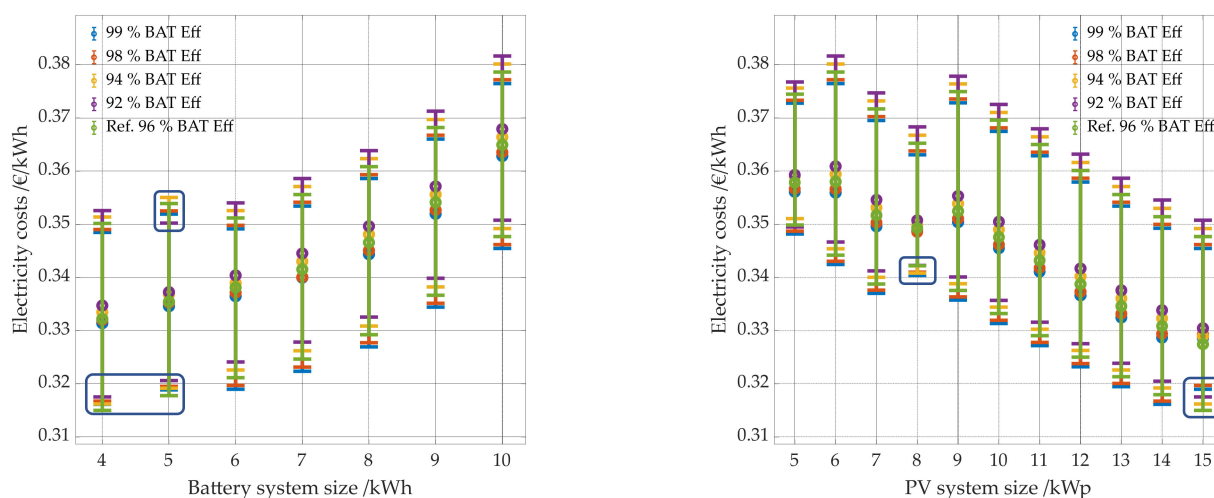 99 % BAT Eff
98 % BAT Eff
94 % BAT Eff
92 % BAT Eff
Ref. 96 % BAT Eff
Electricity costs /€/kWh
0.38
0.37
0.36
0.35
0.34
0.33
0.32
0.31
4 5 6 7 8 9 10
Battery system size /kWh
99 % BAT Eff
98 % BAT Eff
94 % BAT Eff
92 % BAT Eff
Ref. 96 % BAT Eff
Electricity costs /€/kWh
0.38
0.37
0.36
0.35
0.34
0.33
0.32
0.31
5 6 7 8 9 10 11 12 13 14 15
PV system size /kWp